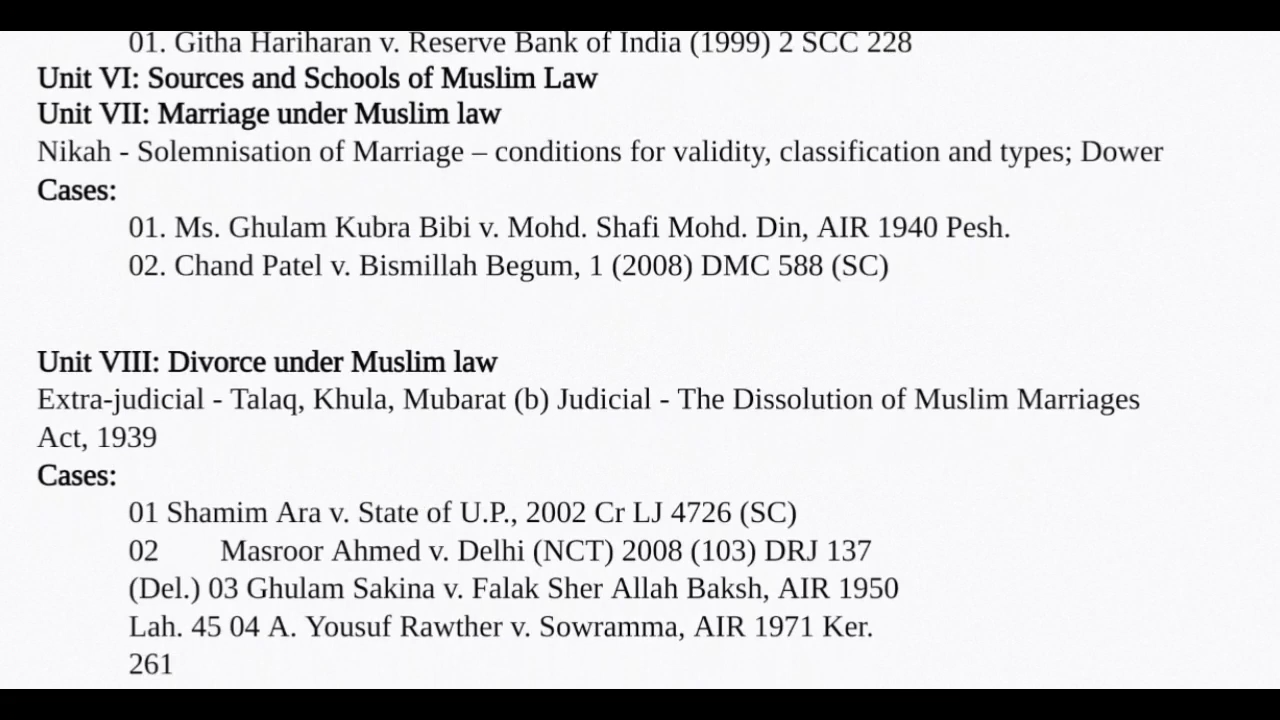 01. Githa Hariharan v. Reserve Bank of India (1999) 2 SCC 228
Unit VI: Sources and Schools of Muslim Law
Unit VII: Marriage under Muslim law
Nikah - Solemnisation of Marriage – conditions for validity, classification and types; Dower
Cases:
01. Ms. Ghulam Kubra Bibi v. Mohd. Shafi Mohd. Din, AIR 1940 Pesh.
02. Chand Patel v. Bismillah Begum, 1 (2008) DMC 588 (SC)
Unit VIII: Divorce under Muslim law
Extra-judicial - Talaq, Khula, Mubarat (b) Judicial - The Dissolution of Muslim Marriages
Act, 1939
Cases:
01 Shamim Ara v. State of U.P., 2002 Cr LJ 4726 (SC)
02 Masroor Ahmed v. Delhi (NCT) 2008 (103) DRJ 137
(Del.) 03 Ghulam Sakina v. Falak Sher Allah Baksh, AIR 1950
Lah. 45 04 A. Yousuf Rawther v. Sowramma, AIR 1971 Ker.
261